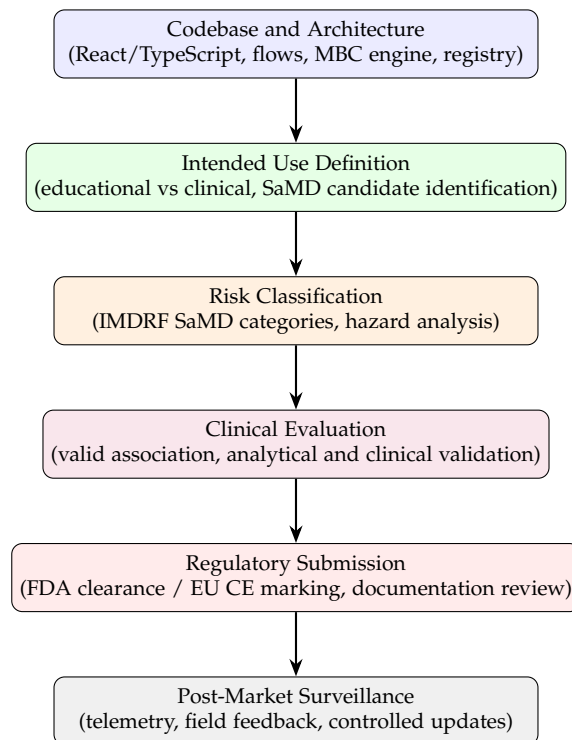 Codebase and Architecture
(React/TypeScript, flows, MBC engine, registry)
Intended Use Definition
(educational vs clinical, SaMD candidate identification)
Risk Classification
(IMDRF SaMD categories, hazard analysis)
Clinical Evaluation
(valid association, analytical and clinical validation)
Regulatory Submission
(FDA clearance / EU CE marking, documentation review)
Post-Market Surveillance
(telemetry, field feedback, controlled updates)